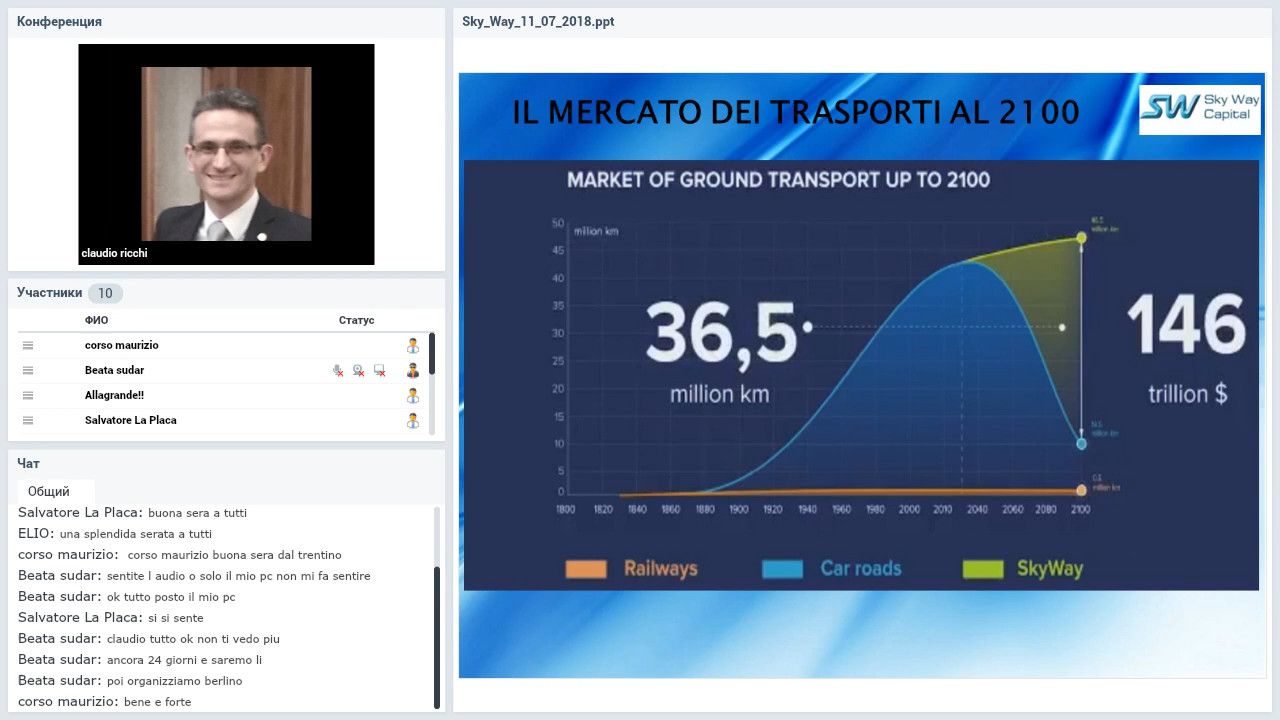 Конференция
claudio ricchi
Участники 10
ФИО Статус
corso maurizio
Beata sudar
Allagrande!!
Salvatore La Placa
Чат
Общий
Salvatore La Placa: buona sera a tutti
ELIO: una splendida serata a tutti
corso maurizio: corso maurizio buona sera dal trentino
Beata sudar: sentite l audio o solo il mio pc non mi fa sentire
Beata sudar: ok tutto posto il mio pc
Salvatore La Placa: si si sente
Beata sudar: claudio tutto ok non ti vedo piu
Beata sudar: ancora 24 giorni e saremo li
Beata sudar: poi organizziamo berlino
corso maurizio: bene e forte
Sky_Way_11_07_2018.ppt
IL MERCATO DEI TRASPORTI AL 2100
SW Sky Way
Capital
MARKET OF GROUND TRANSPORT UP TO 2100
million km
50
45
40
35
30
25
20
15
10
5
0
36,5
million km
146
trillion $
1800 1820 1840 1860 1880 1900 1920 1940 1960 1980 2000 2020 2040 2060 2080 2100
Railways Car roads SkyWay